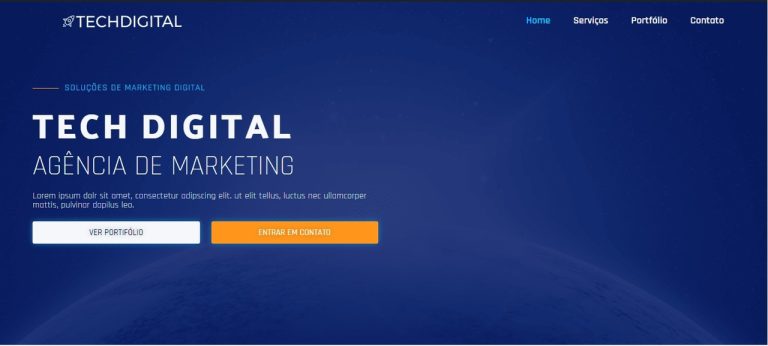 TECHDIGITAL
Home Serviços Portfólio Contato
SOLUÇÕES DE MARKETING DIGITAL
TECH DIGITAL
AGÊNCIA DE MARKETING
Lorem ipsum dolr sit amet, consectetur adipscing elit. ut elit tellus, luctus nec ullamcorper
mattis, pulvinar dapilus leo.
VER PORTIFÓLIO ENTRAR EM CONTATO